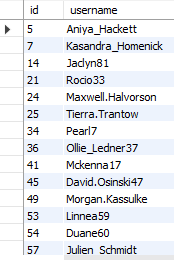 id username
5 Aniya_Hackett
7 Kasandra_Homenick
14 Jaclyn81
21 Rocio33
24 Maxwell.Halvorson
25 Tierra.Trantow
34 Pearl7
36 Ollie_Ledner37
41 Mckenna17
45 David.Osinski47
49 Morgan.Kassulke
53 Linnea59
54 Duane60
57 Julien_Schmidt